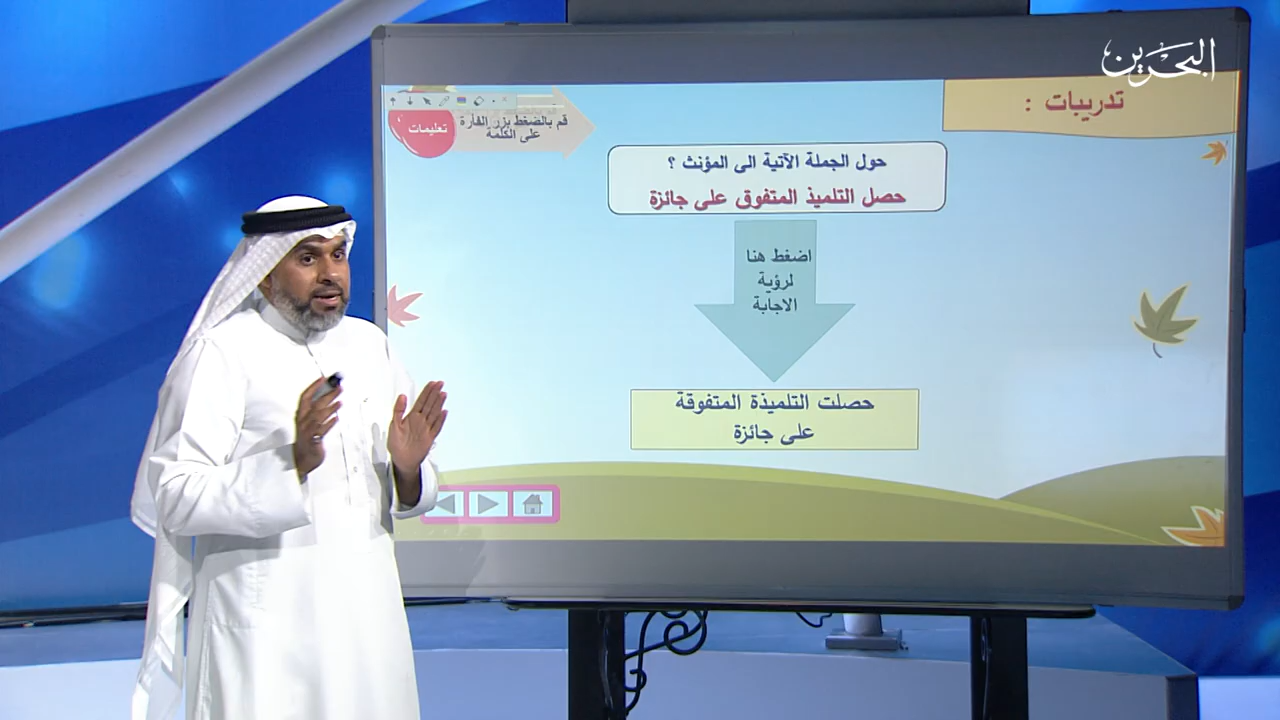 البحرين
تدريبات :
تعليمات
قم بالضغط بزر الفأرة
على الكلمة
حول الجملة الآتية الى المؤنث ؟
حصل التلميذ المتفوق على جائزة
اضغط هنا
لرؤية
الاجابة
حصلت التلميذة المتفوقة
على جائزة